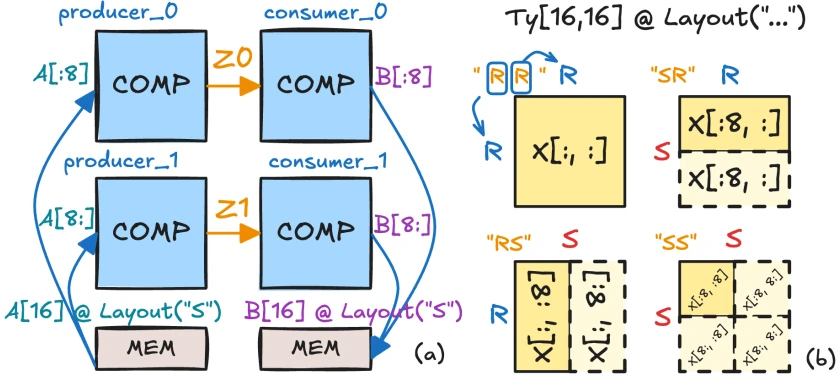 producer_0
consumer_0
A[:8]
COMP
Z0
COMP
B[:8]
producer_1
consumer_1
A[8:]
COMP
Z1
COMP
B[8:]
A[16] @ Layout("S")
B[16] @ Layout("S")
MEM
MEM
(a)
Ty[16,16] @ Layout("...")
"RR"
R
R
X[:, :]
"SR"
R
S
X[:8, :]
X[:8, :]
"RS"
S
R
X[:, :8]
X[:, 8:]
"SS"
S
S
X[:8, :8]
X[:8, 8:]
X[8:, :8]
X[8:, 8:]
(b)